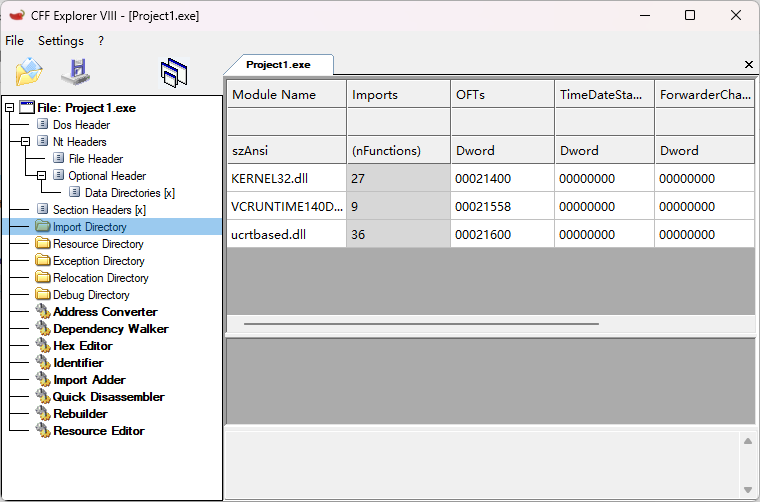 CFF Explorer VIII - [Project1.exe]
File Settings ?
Project1.exe
File: Project1.exe
Dos Header
Nt Headers
File Header
Optional Header
Data Directories [x]
Section Headers [x]
Import Directory
Resource Directory
Exception Directory
Relocation Directory
Debug Directory
Address Converter
Dependency Walker
Hex Editor
Identifier
Import Adder
Quick Disassembler
Rebuilder
Resource Editor
Module Name Imports OFTs TimeDateSta... ForwarderCha...
szAnsi (nFunctions) Dword Dword Dword
KERNEL32.dll 27 00021400 00000000 00000000
VCRUNTIME140D... 9 00021558 00000000 00000000
ucrtbased.dll 36 00021600 00000000 00000000